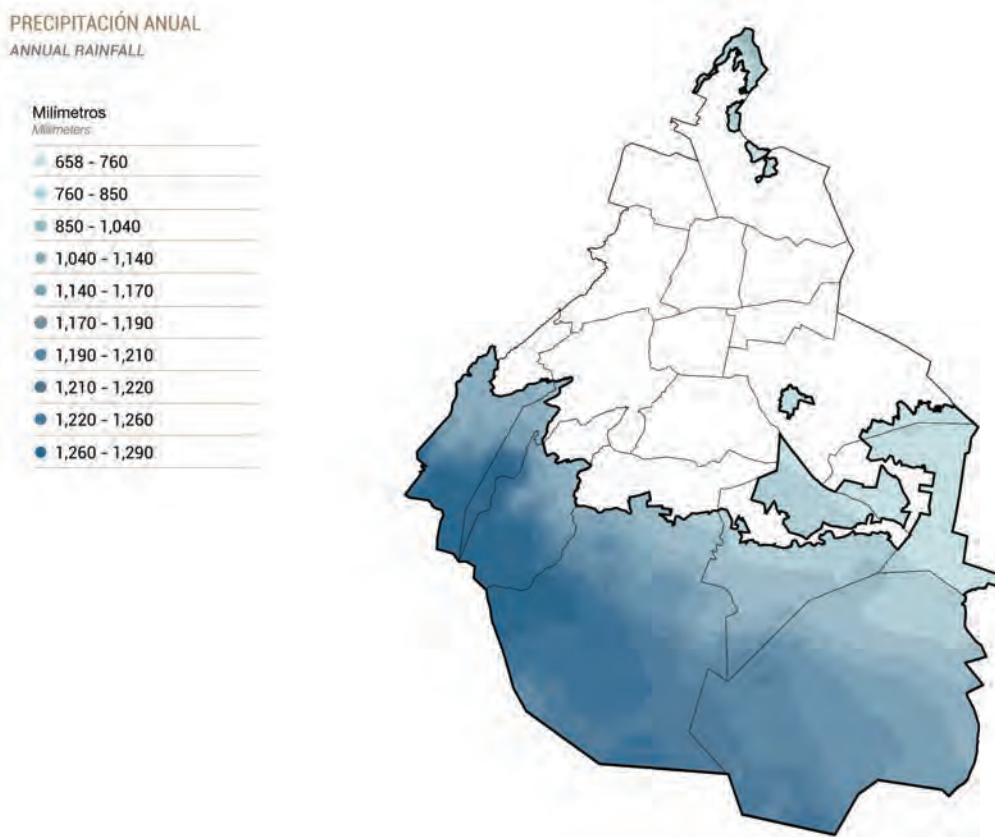 PRECIPITACIÓN ANUAL
ANNUAL RAINFALL
Milímetros
Millimeters
658 - 760
760 - 850
850 - 1,040
1,040 - 1,140
1,140 - 1,170
1,170 - 1,190
1,190 - 1,210
1,210 - 1,220
1,220 - 1,260
1,260 - 1,290